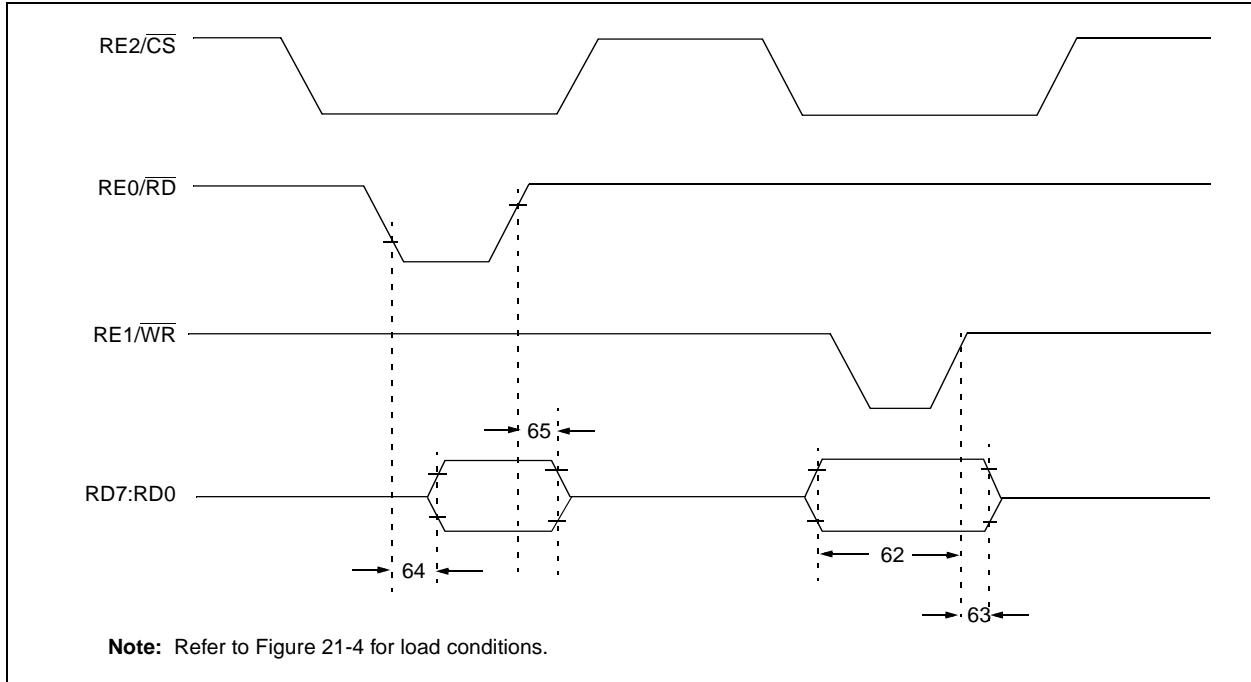 RE2/CS
RE0/RD
RE1/WR
65
RD7:RD0
62
64
63
Note: Refer to Figure 21-4 for load conditions.